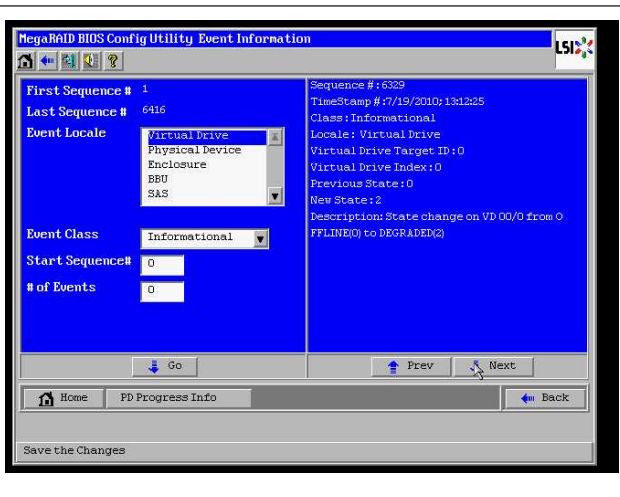 MegaRAID BIOS Config Utility Event Information
LSI
First Sequence # 1
Last Sequence # 6416
Event Locale
Virtual Drive
Physical Device
Enclosure
BBU
SAS
Event Class Informational
Start Sequence# 0
# of Events 0
Go
Sequence #:6329
TimeStamp #:7/19/2010; 13:12:25
Class:Informational
Locale: Virtual Drive
Virtual Drive Target ID:0
Virtual Drive Index:0
Previous State:0
New State:2
Description: State change on VD 00/0 from O
FFLINE(0) to DEGRADED(2)
Prev Next
Home PD Progress Info Back
Save the Changes